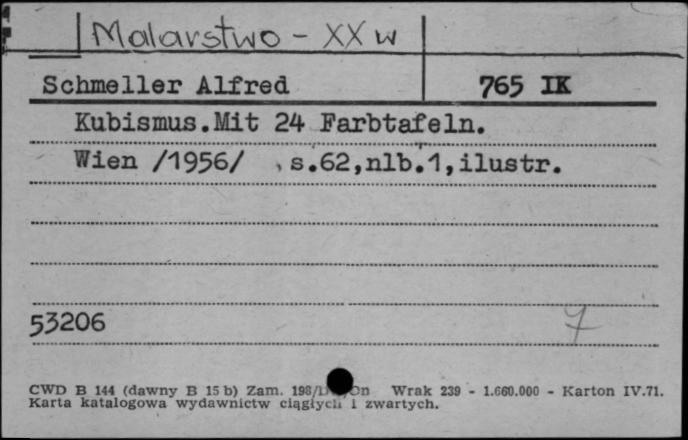 Malarstwo - XX w
Schmeller Alfred 765 IK
Kubismus.Mit 24 Farbtafeln.
Wien /1956/ , s.62,nlb.1,ilustr.
53206 7
CWD B 144 (dawny B 15 b) Zam. Wrak 239 - 1.660.000 - Karton IV.71.
Karta katalogowa wydawnictw ciągłych i zwartych.